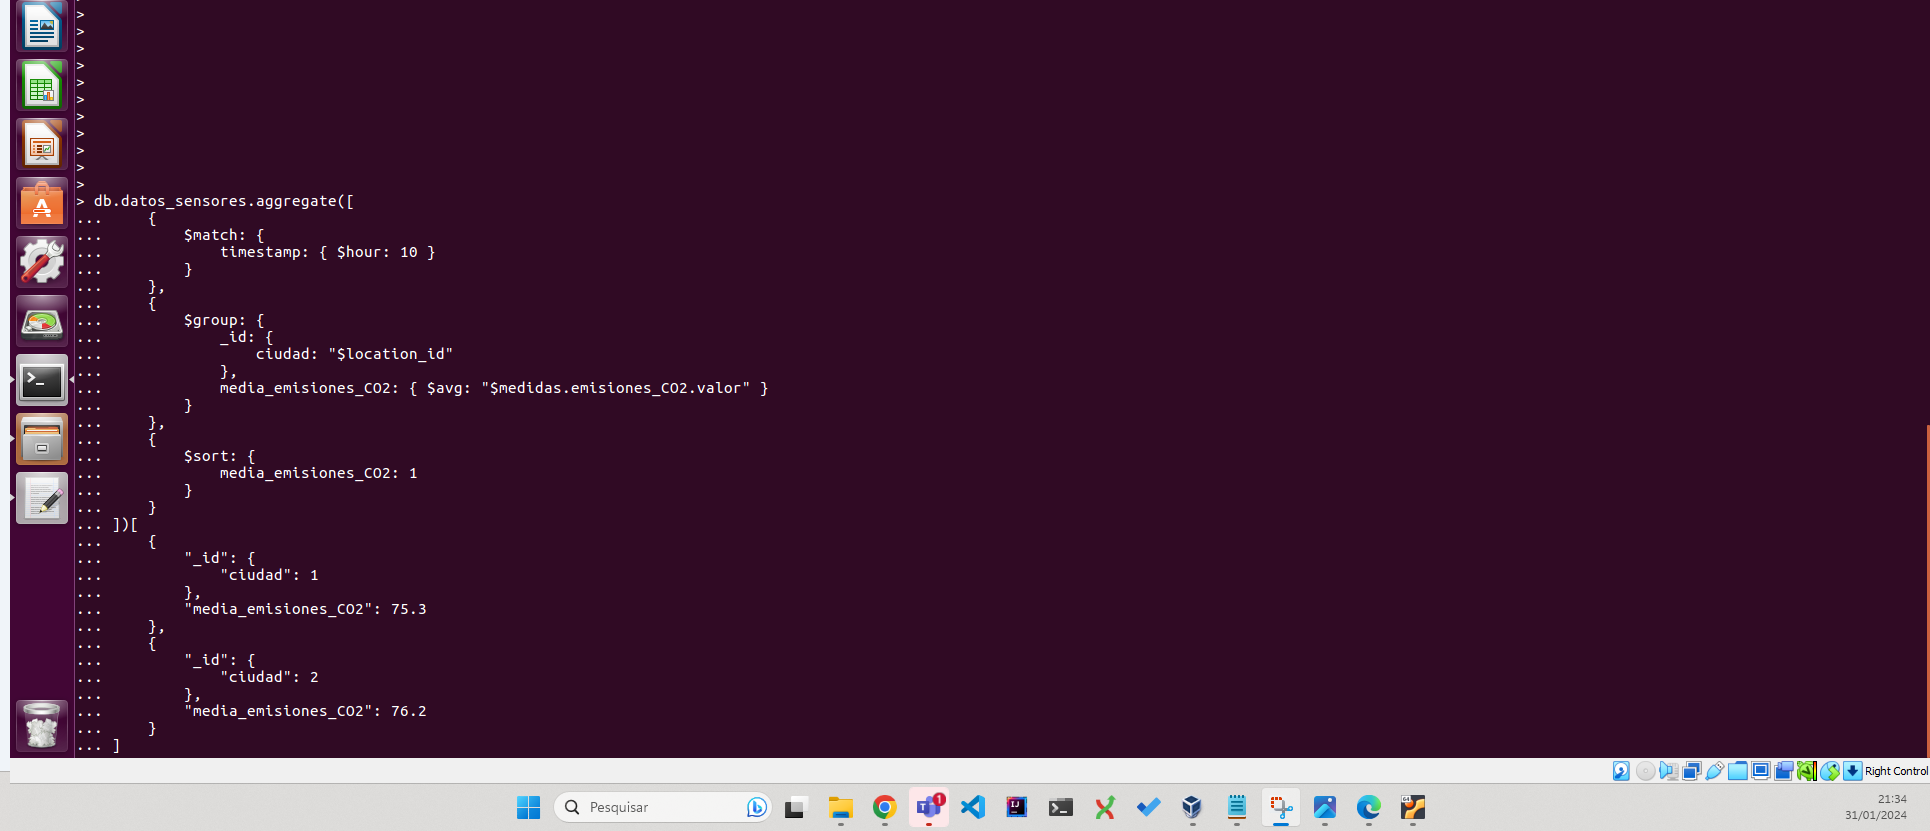 >
>
>
>
>
>
>
>
>
>
>
> db.datos_sensores.aggregate([
...     {
...         $match: {
...             timestamp: { $hour: 10 }
...         }
...     },
...     {
...         $group: {
...             _id: {
...                 ciudad: "$location_id"
...             },
...             media_emisiones_CO2: { $avg: "$medidas.emisiones_CO2.valor" }
...         }
...     },
...     {
...         $sort: {
...             media_emisiones_CO2: 1
...         }
...     }
... ])[
...     {
...         "_id": {
...             "ciudad": 1
...         },
...         "media_emisiones_CO2": 75.3
...     },
...     {
...         "_id": {
...             "ciudad": 2
...         },
...         "media_emisiones_CO2": 76.2
...     }
... ]
Right Control
Pesquisar
1
21:34
31/01/2024